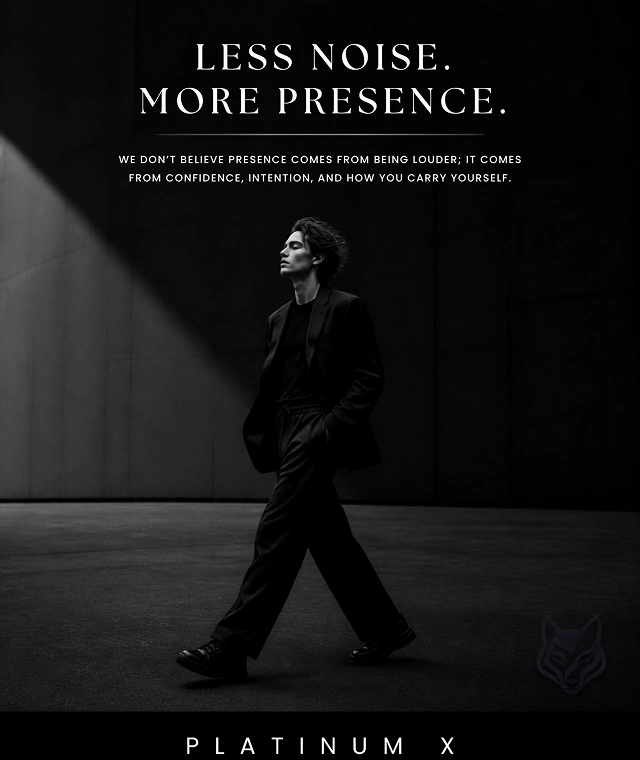 LESS NOISE.
MORE PRESENCE.
WE DON'T BELIEVE PRESENCE COMES FROM BEING LOUDER; IT COMES
FROM CONFIDENCE, INTENTION, AND HOW YOU CARRY YOURSELF.
PLATINUM X